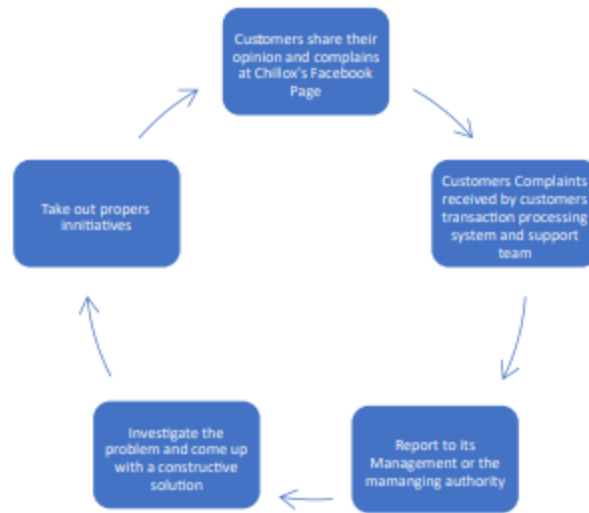 Customers share their
opinion and complains
at Chillox's Facebook
Page
Customers Complaints
received by customers
transaction processing
system and support
team
Report to its
Management or the
mamanging authority
Investigate the
problem and come up
with a constructive
solution
Take out propers
innitiatives